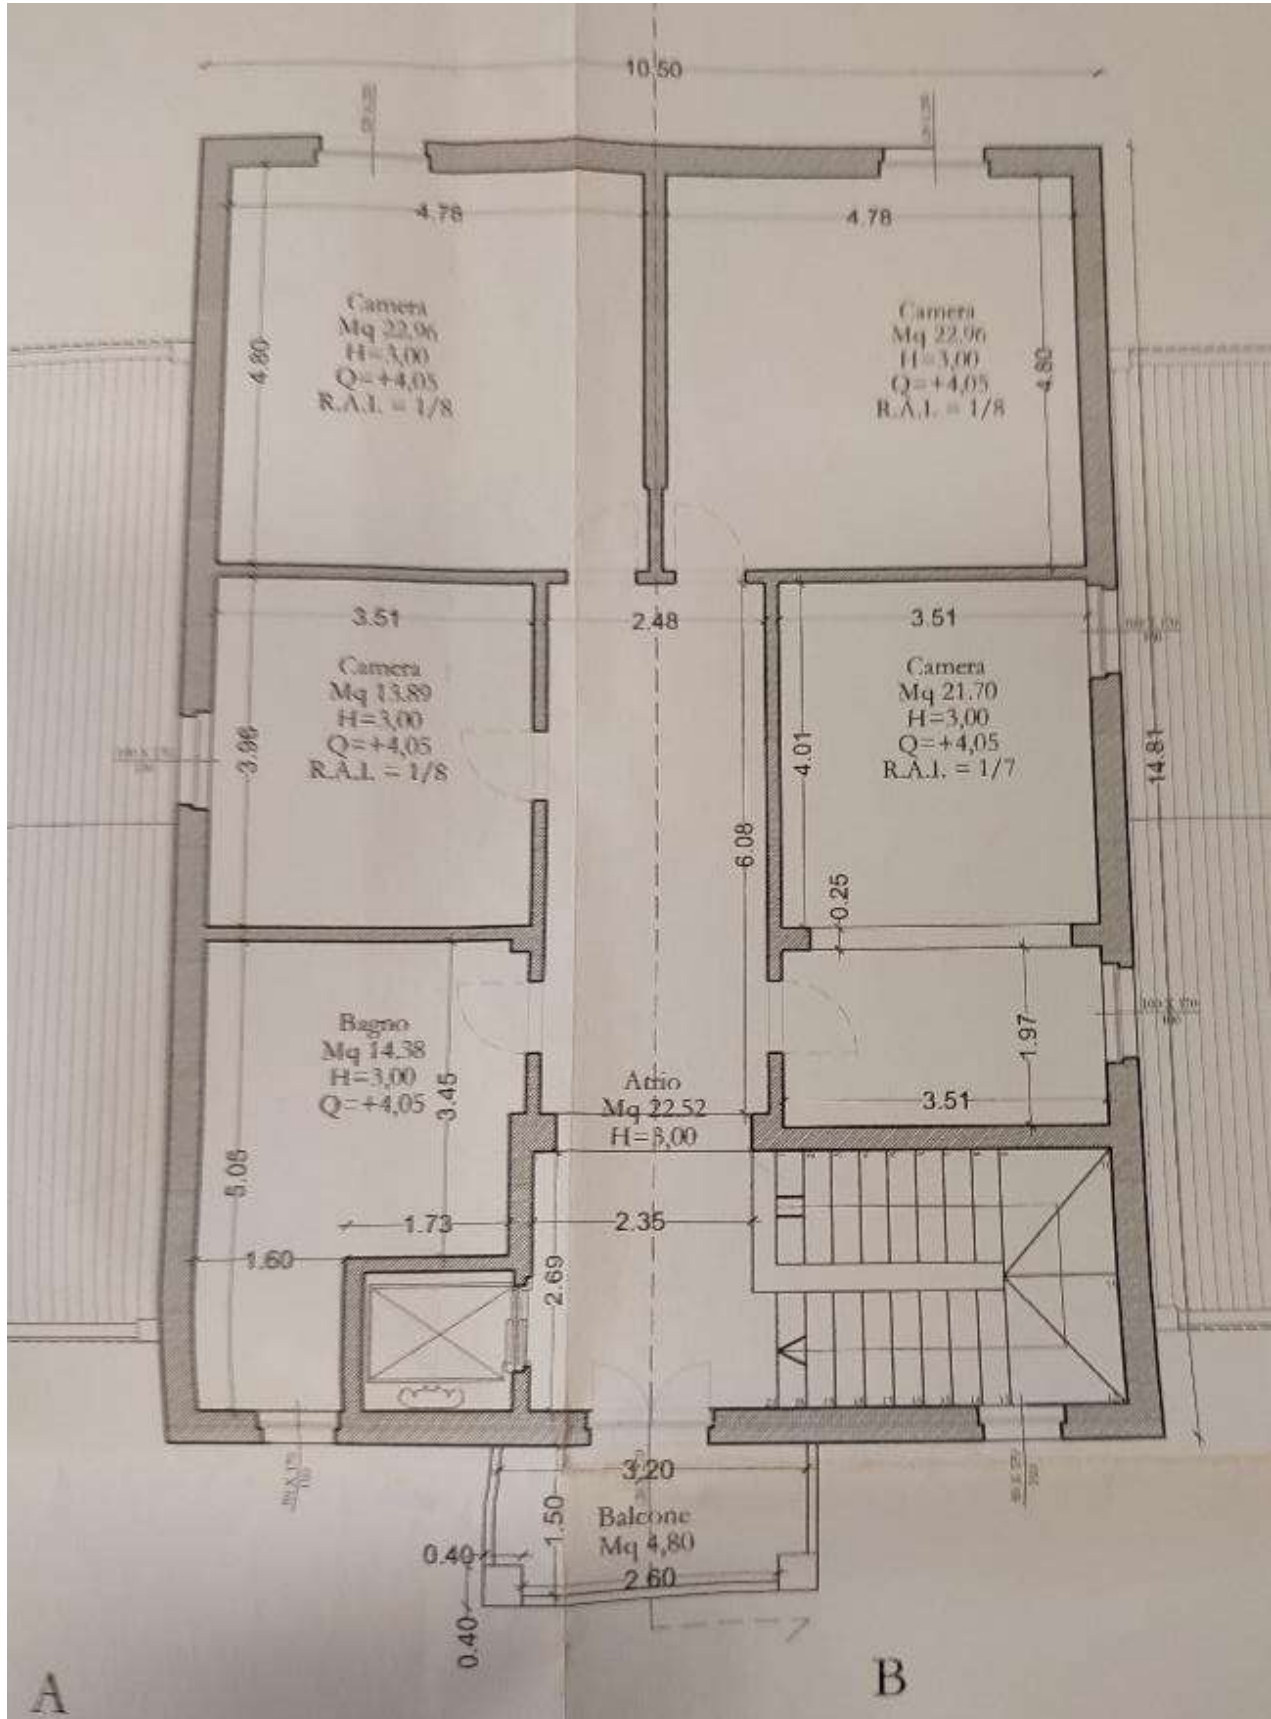 10.50
4.78
4.78
Camera
Mq 22,96
H=3,00
Q=+4,05
R.A.I. = 1/8
4.80
Camera
Mq 22,96
H=3,00
Q=+4,05
R.A.I. = 1/8
4.80
3.51
2.48
3.51
Camera
Mq 13.89
H=3,00
Q=+4,05
R.A.I. = 1/8
3.96
Camera
Mq 21.70
H=3,00
Q=+4,05
R.A.I. = 1/7
4.01
14.81
6.08
0.25
Bagno
Mq 14.38
H=3,00
Q=+4,05
3.45
1.97
3.51
Atrio
Mq 22.52
H=3,00
5.05
1.73
2.35
1.60
2.69
3.20
Balcone
Mq 4,80
1.50
0.40
2.60
0.40
A
B